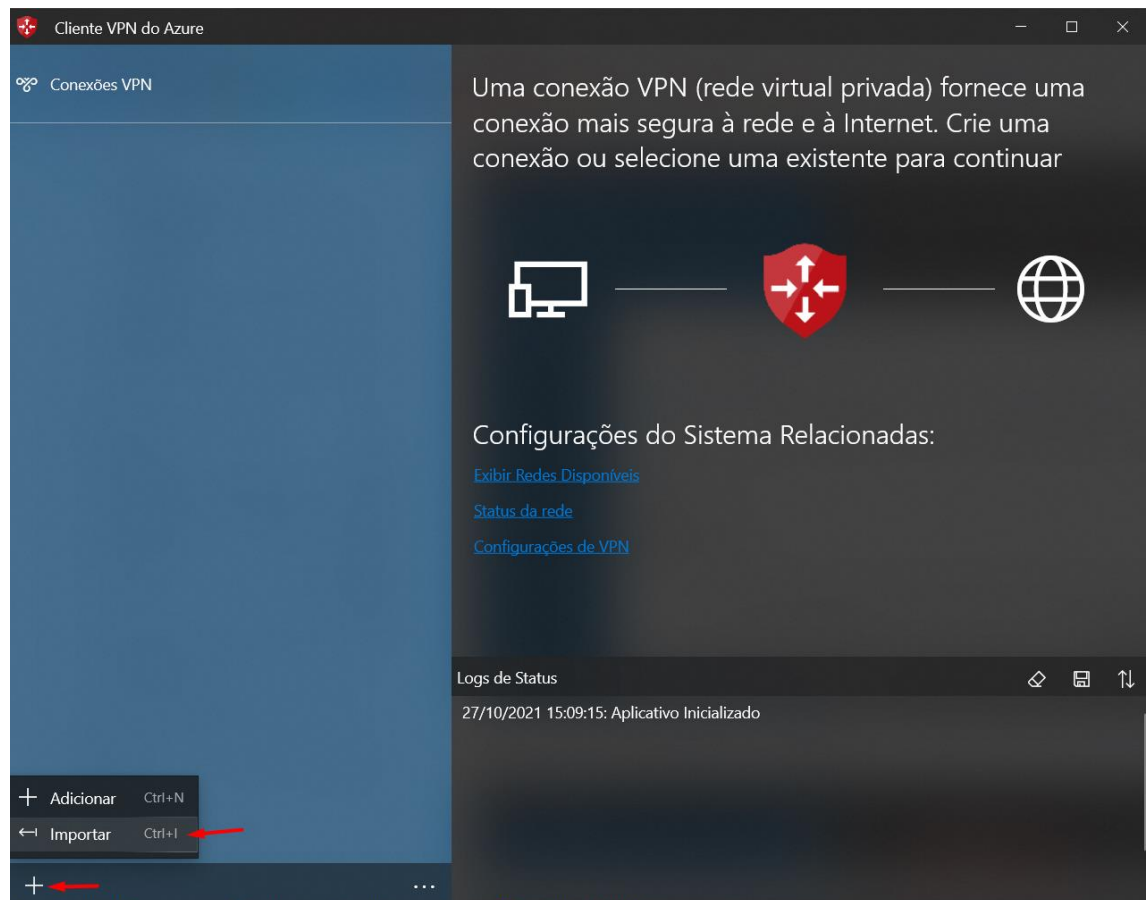 Cliente VPN do Azure
Conexões VPN
Uma conexão VPN (rede virtual privada) fornece uma
conexão mais segura à rede e à Internet. Crie uma
conexão ou selecione uma existente para continuar
Configurações do Sistema Relacionadas:
Exibir Redes Disponíveis
Status da rede
Configurações de VPN
Logs de Status
27/10/2021 15:09:15: Aplicativo Inicializado
Adicionar Ctrl+N
Importar Ctrl+I